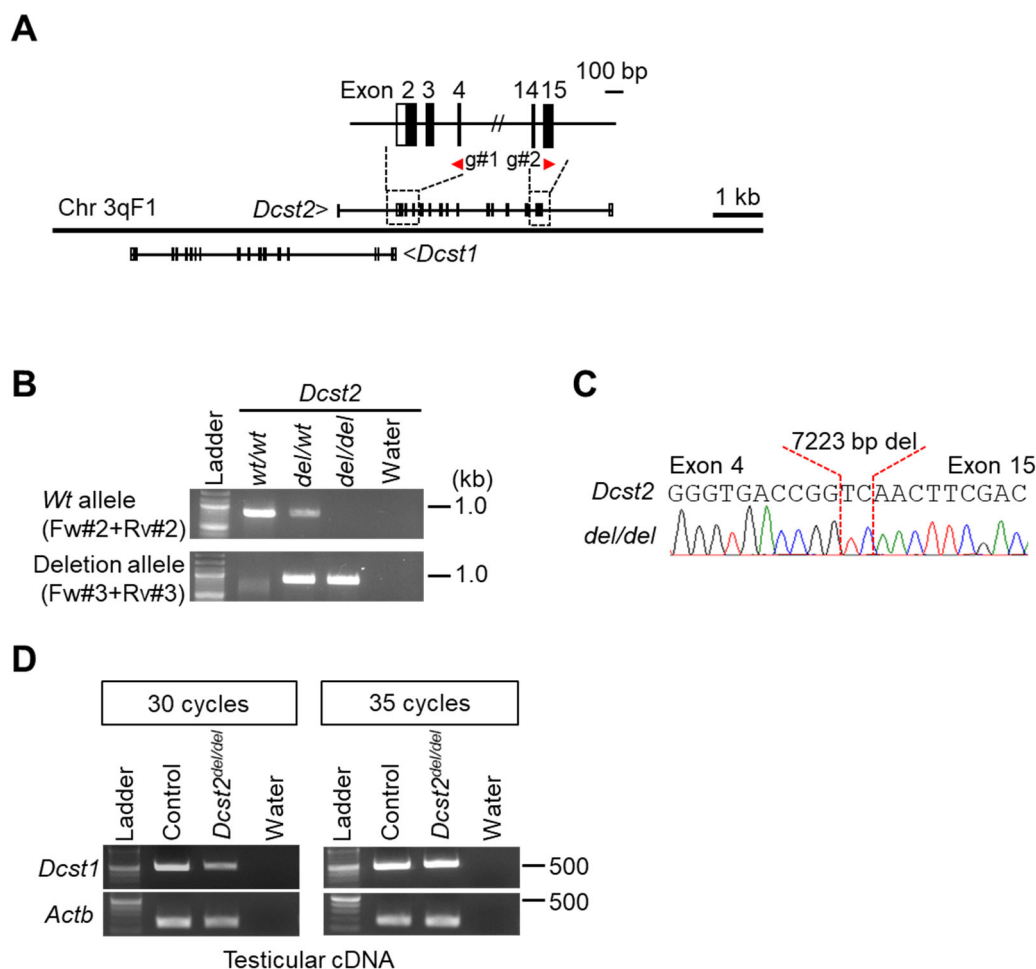 A
100 bp
Exon 2 3 4 14 15
//
g#1 g#2
Chr 3qF1
Dcst2>
1 kb
<Dcst1
B
Dcst2
Ladder
wt/wt
del/wt
del/del
Water
(kb)
Wt allele
(Fw#2+Rv#2)
1.0
Deletion allele
(Fw#3+Rv#3)
1.0
C
7223 bp del
Exon 4 Exon 15
Dcst2 GGGTGACCGGTCAACTTCGAC
del/del
D
30 cycles
35 cycles
Ladder
Control
Dcst2del/del
Water
Ladder
Control
Dcst2del/del
Water
Dcst1
500
Actb
500
Testicular cDNA